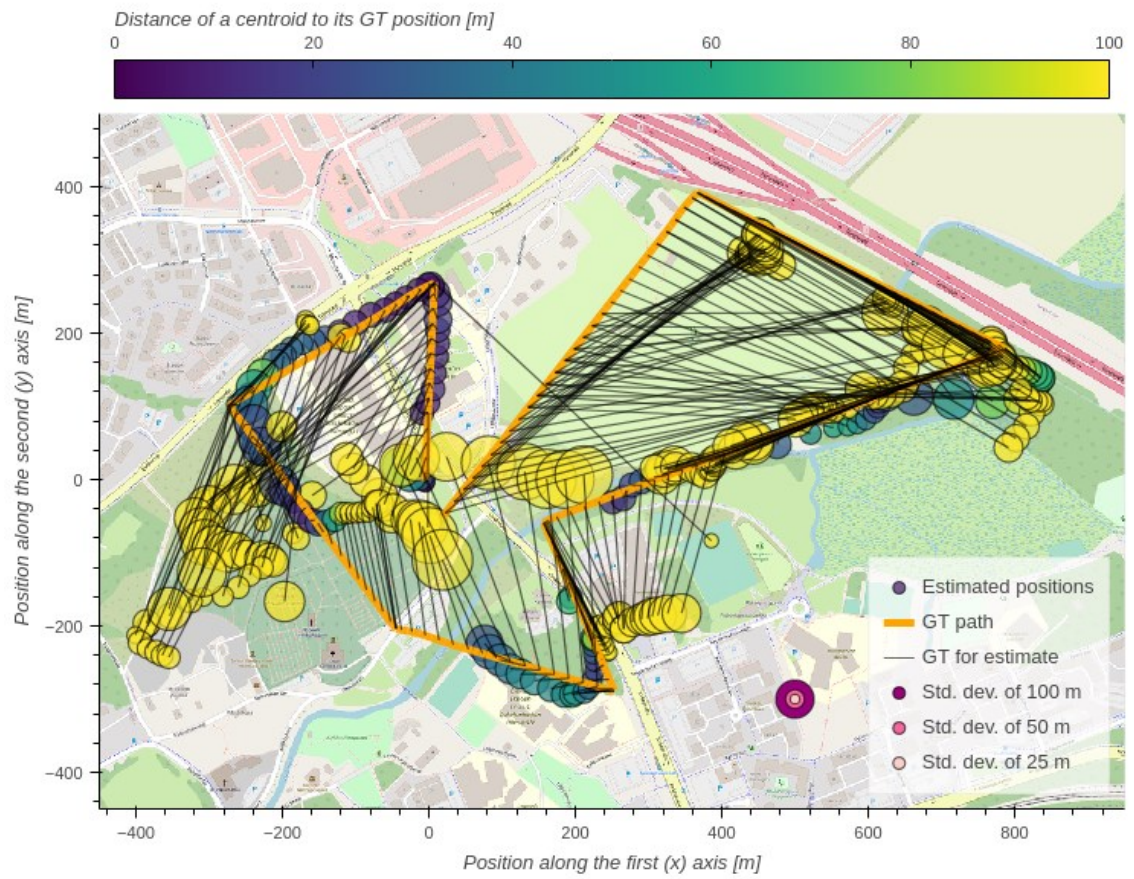 Distance of a centroid to its GT position [m]
0 20 40 60 80 100
400
200
0
−200
−400
Position along the second (y) axis [m]
Estimated positions
GT path
GT for estimate
Std. dev. of 100 m
Std. dev. of 50 m
Std. dev. of 25 m
−400 −200 0 200 400 600 800
Position along the first (x) axis [m]